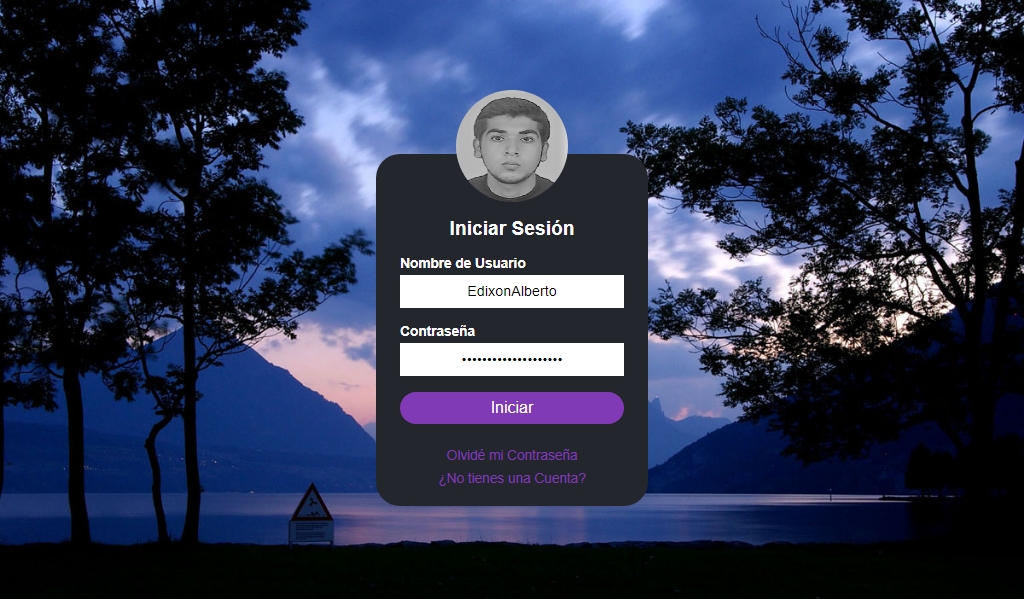 Iniciar Sesión
Nombre de Usuario
EdixonAlberto
Contraseña
••••••••••••••••••••
Iniciar
Olvidé mi Contraseña
¿No tienes una Cuenta?